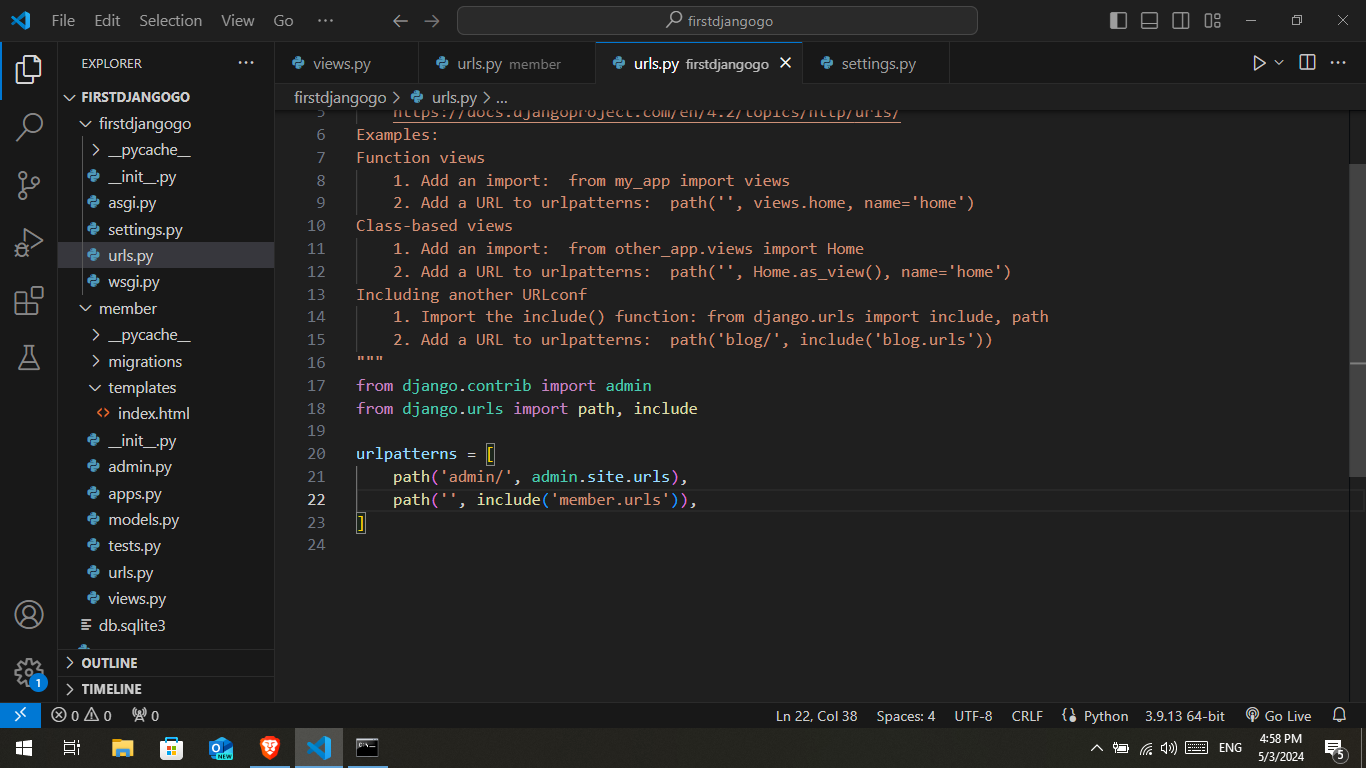 File Edit Selection View Go ···
firstdjangogo
EXPLORER ···
FIRSTDJANGOGO
firstdjangogo
__pycache__
__init__.py
asgi.py
settings.py
urls.py
wsgi.py
member
__pycache__
migrations
templates
index.html
__init__.py
admin.py
apps.py
models.py
tests.py
urls.py
views.py
db.sqlite3
OUTLINE
TIMELINE
1
views.py urls.py member urls.py firstdjangogo settings.py
firstdjangogo > urls.py > ...
5 https://docs.djangoproject.com/en/4.2/topics/http/urls/
6 Examples:
7 Function views
8 1. Add an import:  from my_app import views
9 2. Add a URL to urlpatterns:  path('', views.home, name='home')
10 Class-based views
11 1. Add an import:  from other_app.views import Home
12 2. Add a URL to urlpatterns:  path('', Home.as_view(), name='home')
13 Including another URLconf
14 1. Import the include() function: from django.urls import include, path
15 2. Add a URL to urlpatterns:  path('blog/', include('blog.urls'))
16 """
17 from django.contrib import admin
18 from django.urls import path, include
19
20 urlpatterns = [
21 path('admin/', admin.site.urls),
22 path('', include('member.urls')),
23 ]
24
0 0 0 Ln 22, Col 38 Spaces: 4 UTF-8 CRLF Python 3.9.13 64-bit Go Live
NEW
ENG
4:58 PM
5/3/2024
5